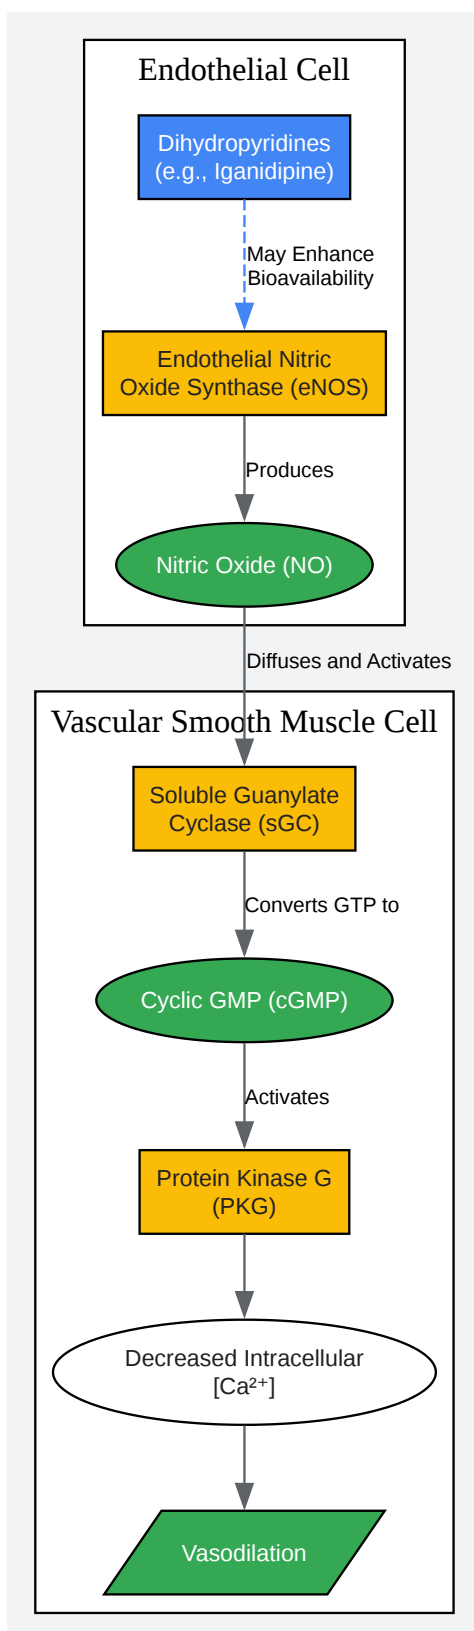 Endothelial Cell
Dihydropyridines
(e.g., Iganidipine)
May Enhance
Bioavailability
Endothelial Nitric
Oxide Synthase (eNOS)
Produces
Nitric Oxide (NO)
Diffuses and Activates
Vascular Smooth Muscle Cell
Soluble Guanylate
Cyclase (sGC)
Converts GTP to
Cyclic GMP (cGMP)
Activates
Protein Kinase G
(PKG)
Decreased Intracellular
[Ca²⁺]
Vasodilation